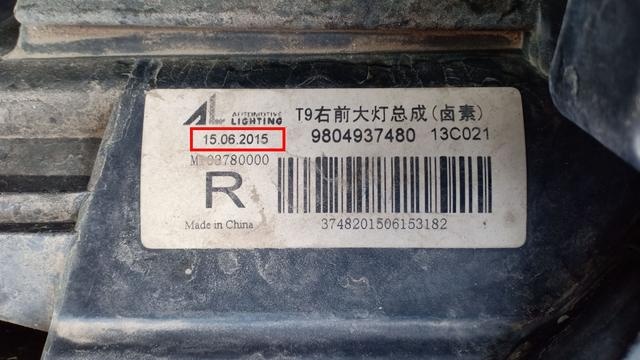 AL AUTOMOTIVE LIGHTING
T9右前大灯总成(卤素)
15.06.2015
9804937480 13C021
R
Made in China
3748201506153182